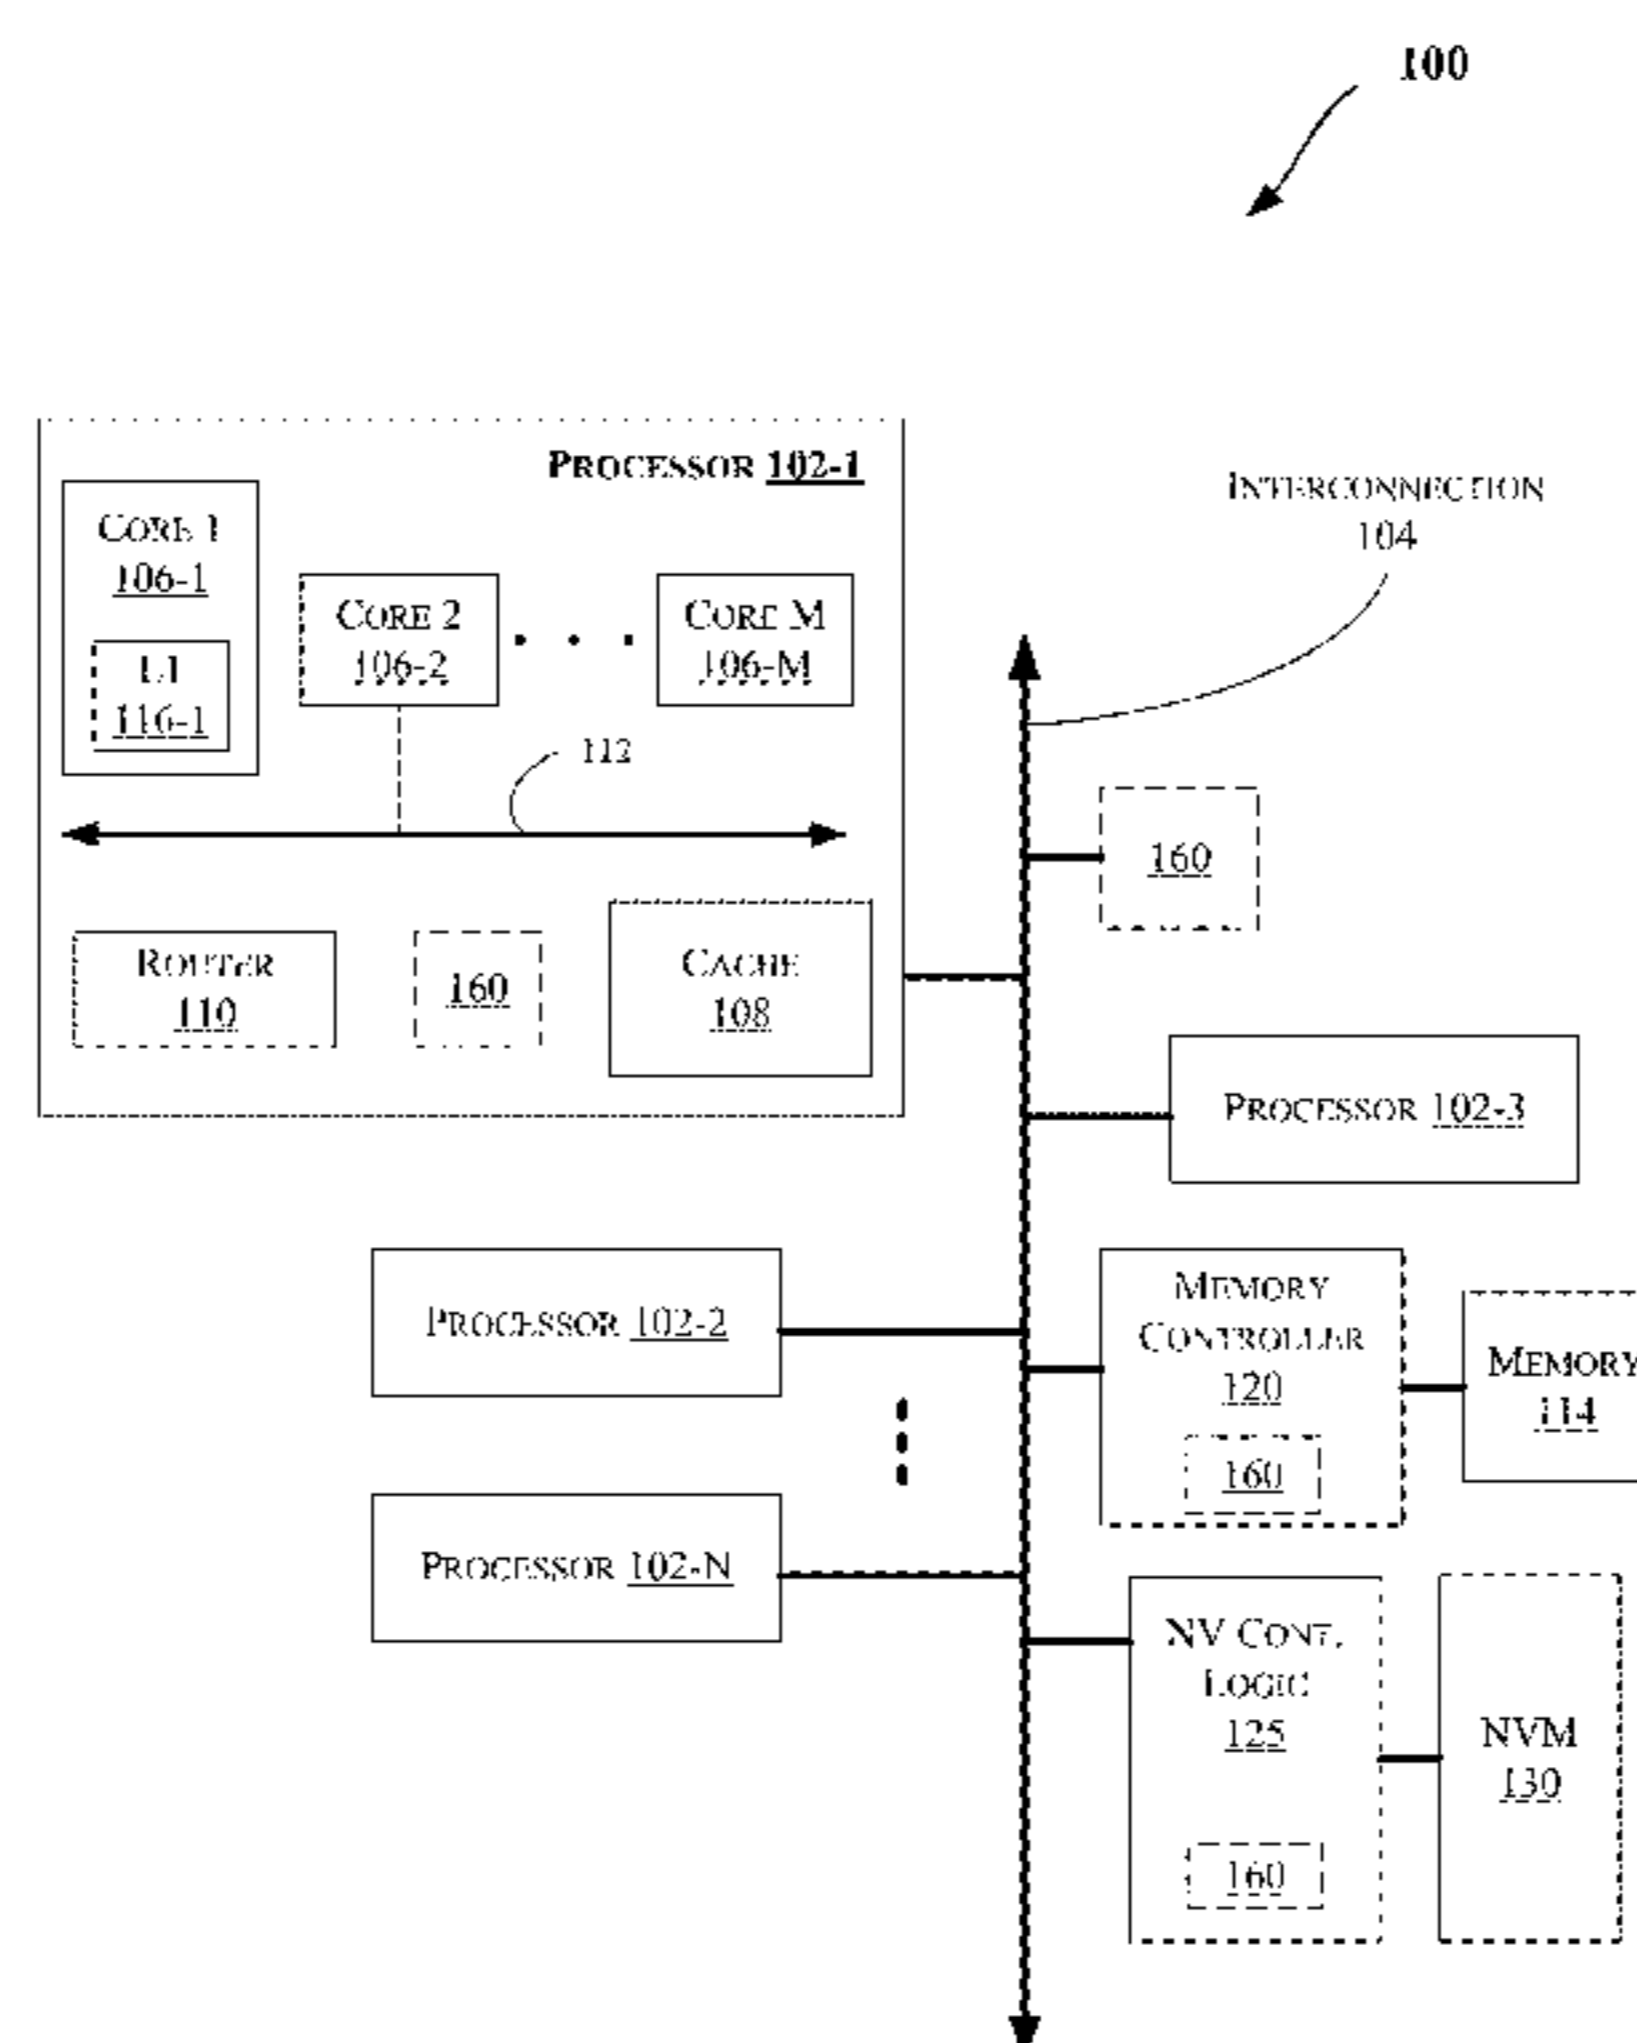 100
PROCESSOR 102-1
CORE 1
106-1
L1
116-1
CORE 2
106-2
. . .
CORE M
106-M
112
ROUTER
110
160
CACHE
108
INTERCONNECTION
104
160
PROCESSOR 102-3
PROCESSOR 102-2
MEMORY
CONTROLLER
120
160
MEMORY
114
PROCESSOR 102-N
NV CONT.
LOGIC
125
160
NVM
130